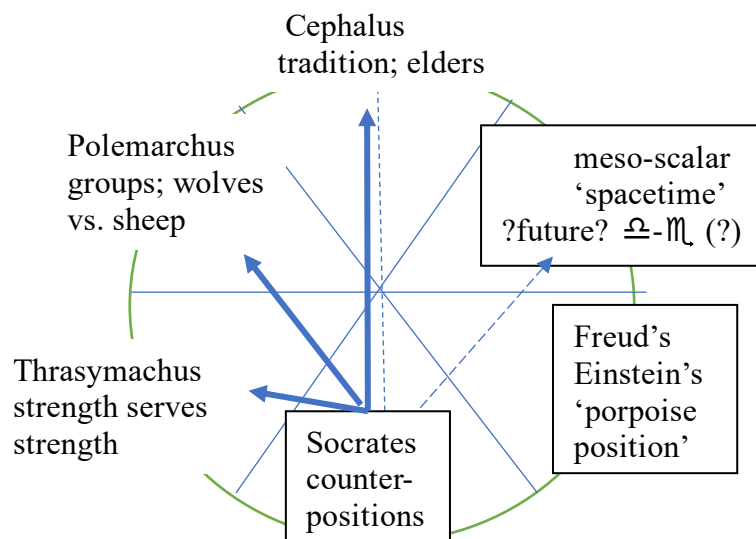 Cephalus
tradition; elders
Polemarchus
groups; wolves
vs. sheep
meso-scalar
‘spacetime’
?future? ♎-♏ (?)
Thrasymachus
strength serves
strength
Freud’s
Einstein’s
‘porpoise
position’
Socrates
counter-
positions